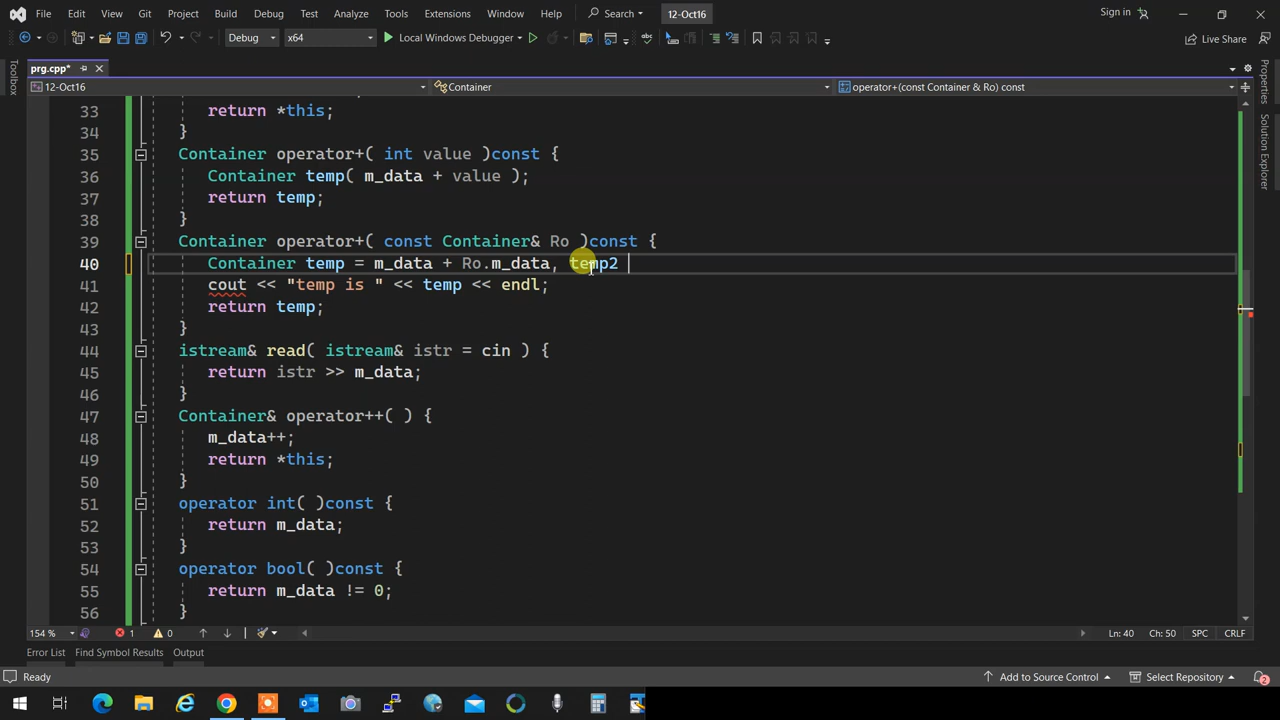 File Edit View Git Project Build Debug Test Analyze Tools Extensions Window Help Search 12-Oct16 Sign in
Debug x64 Local Windows Debugger Live Share
prg.cpp*
12-Oct16 Container operator+(const Container & Ro) const
Toolbox
Properties
Solution Explorer
33 return *this;
34 }
35 Container operator+( int value )const {
36 Container temp( m_data + value );
37 return temp;
38 }
39 Container operator+( const Container& Ro )const {
40 Container temp = m_data + Ro.m_data, temp2
41 cout << "temp is " << temp << endl;
42 return temp;
43 }
44 istream& read( istream& istr = cin ) {
45 return istr >> m_data;
46 }
47 Container& operator++( ) {
48 m_data++;
49 return *this;
50 }
51 operator int( )const {
52 return m_data;
53 }
54 operator bool( )const {
55 return m_data != 0;
56 }
154 % 1 0 Ln: 40 Ch: 50 SPC CRLF
Error List Find Symbol Results Output
Ready Add to Source Control Select Repository 2